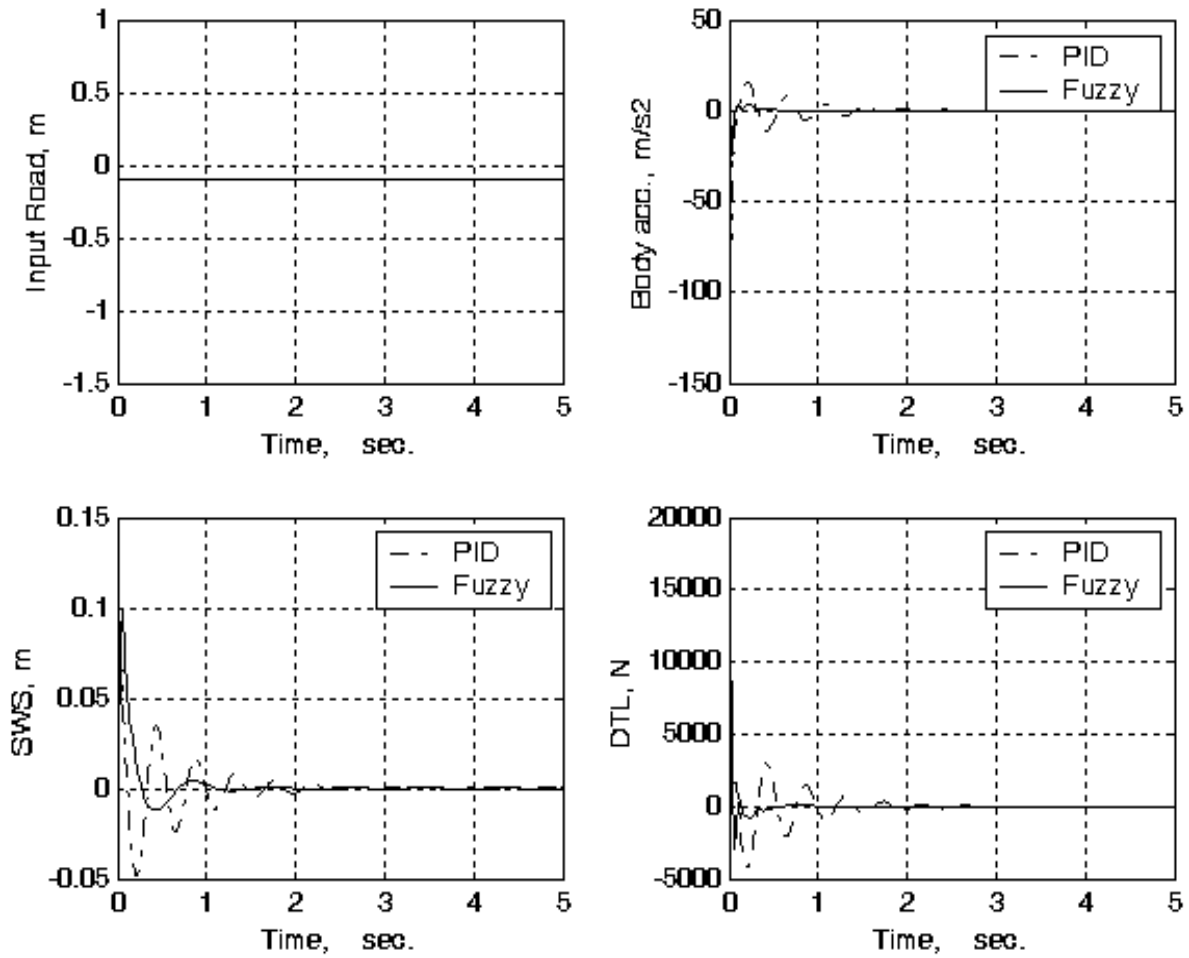 1
0.5
0
-0.5
-1
-1.5
Input Road, m
0 1 2 3 4 5
Time, sec.
50
0
-50
-100
-150
Body acc., m/s2
PID
Fuzzy
0 1 2 3 4 5
Time, sec.
0.15
0.1
0.05
0
-0.05
SWS, m
PID
Fuzzy
0 1 2 3 4 5
Time, sec.
20000
15000
10000
5000
0
-5000
DTL, N
PID
Fuzzy
0 1 2 3 4 5
Time, sec.